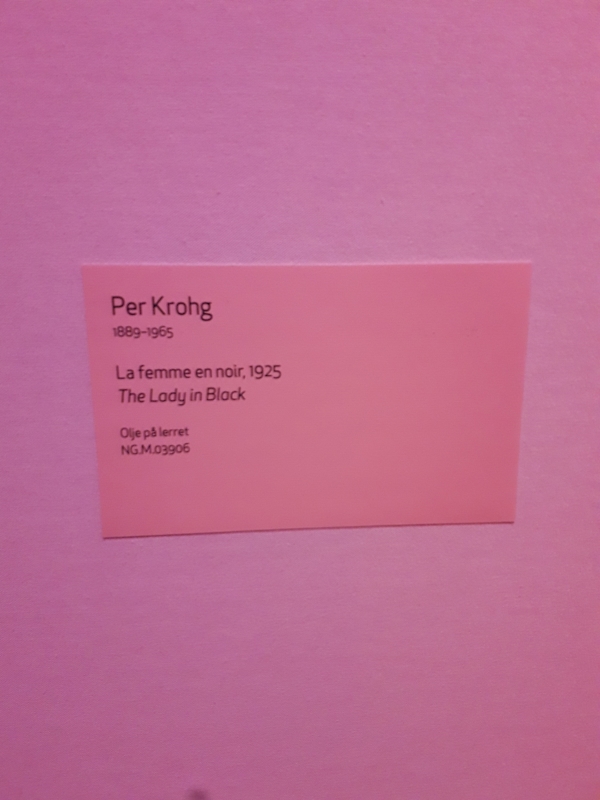 Per Krohg
1889-1965
La femme en noir, 1925
The Lady in Black
Olje på lerret
NG.M.03906